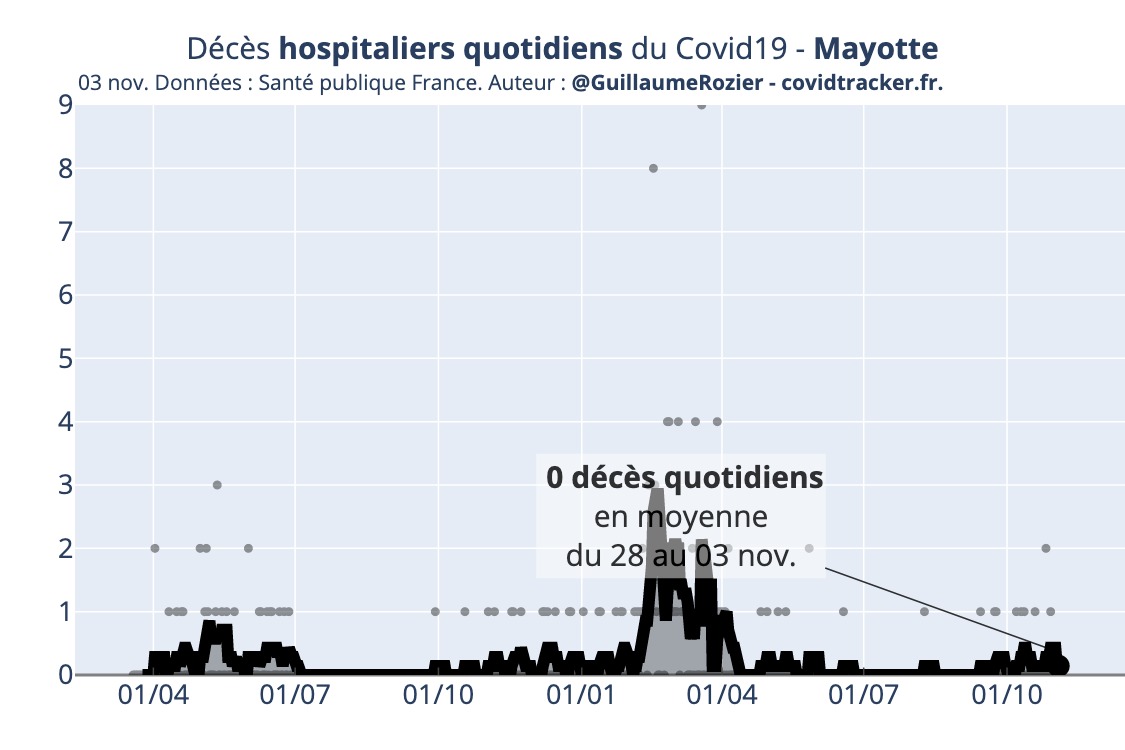 Décès hospitaliers quotidiens du Covid19 - Mayotte
03 nov. Données : Santé publique France. Auteur : @GuillaumeRozier - covidtracker.fr.
9
8
7
6
5
4
3
2
1
0
0 décès quotidiens
en moyenne
du 28 au 03 nov.
01/04 01/07 01/10 01/01 01/04 01/07 01/10